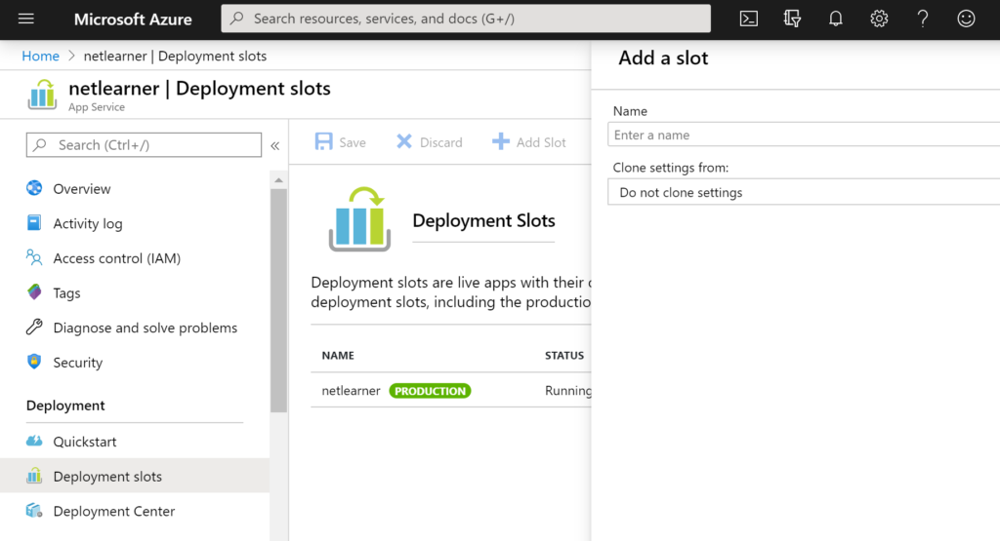 Microsoft Azure
Search resources, services, and docs (G+/)
Home > netlearner | Deployment slots
netlearner | Deployment slots
App Service
Search (Ctrl+/)
Overview
Activity log
Access control (IAM)
Tags
Diagnose and solve problems
Security
Deployment
Quickstart
Deployment slots
Deployment Center
Save Discard Add Slot
Deployment Slots
Deployment slots are live apps with their
deployment slots, including the
NAME STATUS
netlearner PRODUCTION Running
Add a slot
Name
Enter a name
Clone settings from:
Do not clone settings